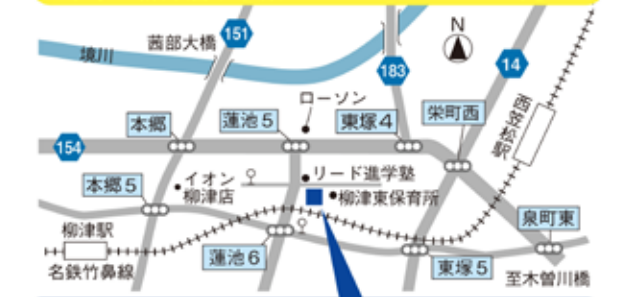 茜部大橋
151
N
境川
183
14
ローソン
本郷
蓮池5
東塚4
栄町西
西笠松駅
154
本郷5
イオン
柳津店
リード進学塾
柳津東保育所
柳津駅
名鉄竹鼻線
蓮池6
東塚5
泉町東
至木曽川橋